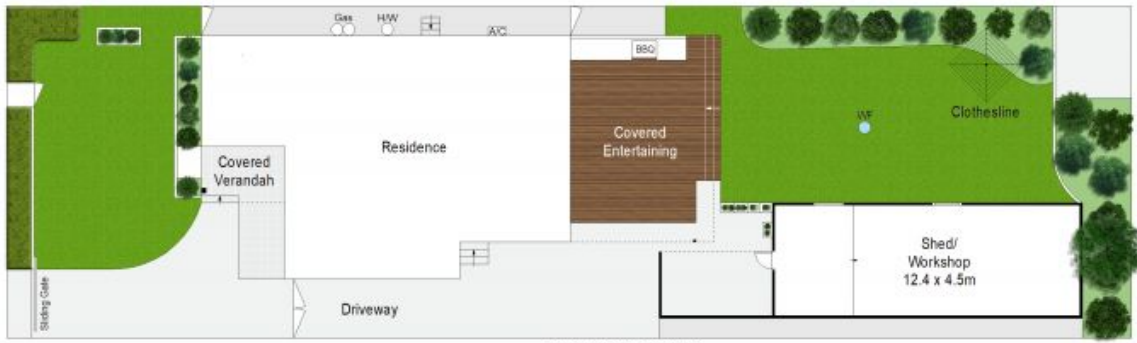 Gas
H/W
A/C
BBQ
WF
Clothesline
Residence
Covered
Entertaining
Covered
Verandah
Shed/
Workshop
12.4 x 4.5m
Sliding Gate
Driveway